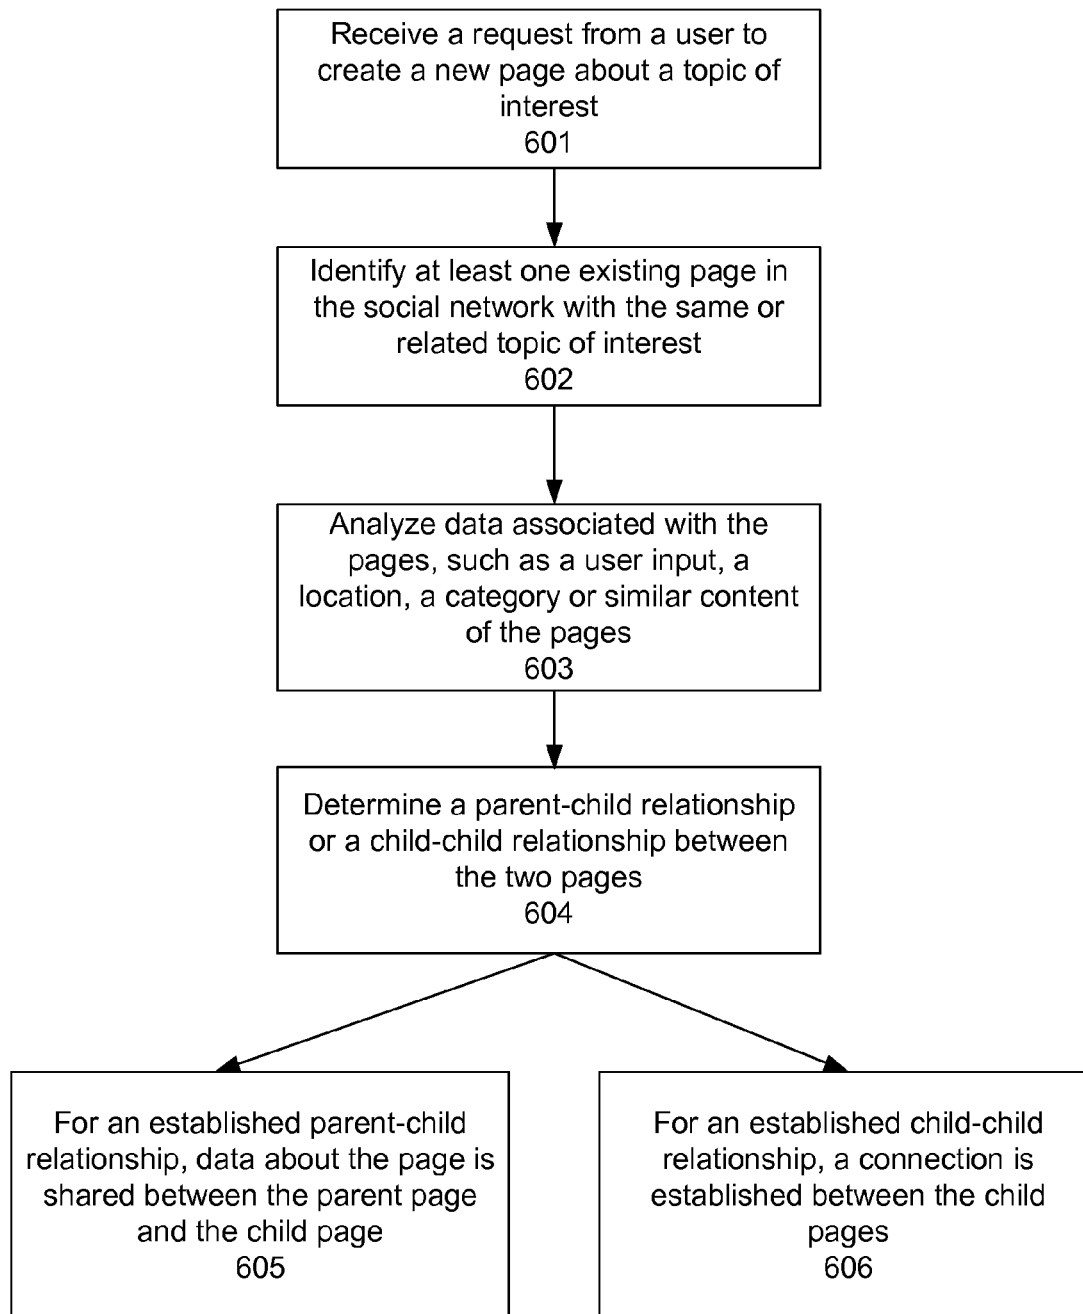 Receive a request from a user to
create a new page about a topic of
interest
601
Identify at least one existing page in
the social network with the same or
related topic of interest
602
Analyze data associated with the
pages, such as a user input, a
location, a category or similar content
of the pages
603
Determine a parent-child relationship
or a child-child relationship between
the two pages
604
For an established parent-child
relationship, data about the page is
shared between the parent page
and the child page
605
For an established child-child
relationship, a connection is
established between the child
pages
606